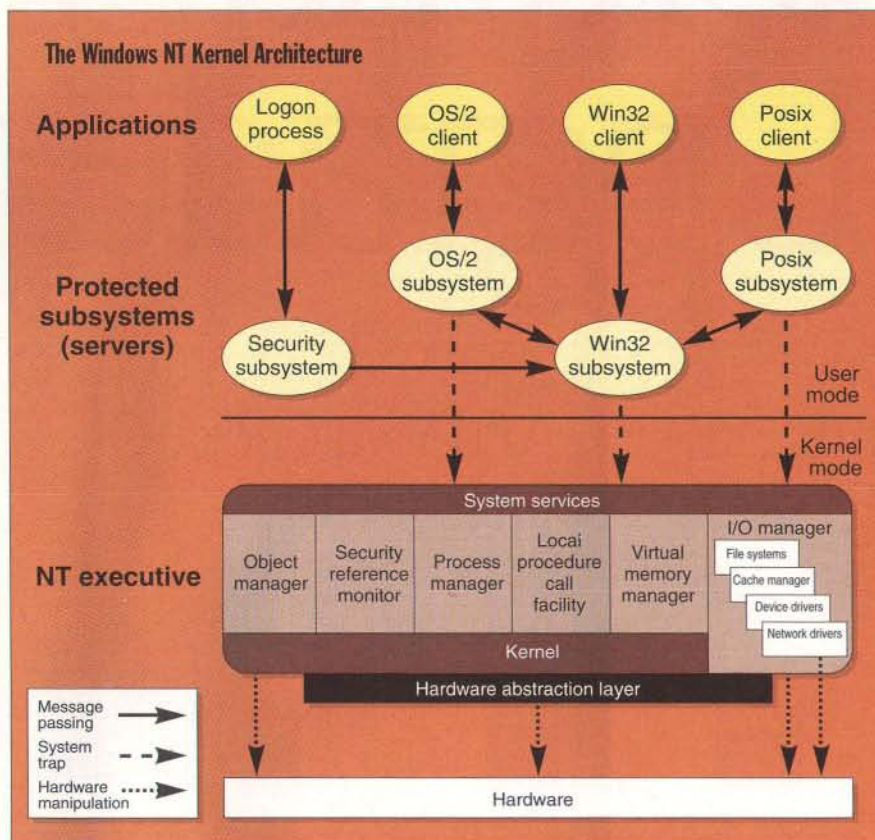 The Windows NT Kernel Architecture
Applications
Logon
process
OS/2
client
Win32
client
Posix
client
Protected
subsystems
(servers)
OS/2
subsystem
Posix
subsystem
Security
subsystem
Win32
subsystem
User
mode
Kernel
mode
NT executive
System services
Object
manager
Security
reference
monitor
Process
manager
Local
procedure
call
facility
Virtual
memory
manager
I/O manager
File systems
Cache manager
Device drivers
Network drivers
Kernel
Hardware abstraction layer
Message
passing
System
trap
Hardware
manipulation
Hardware